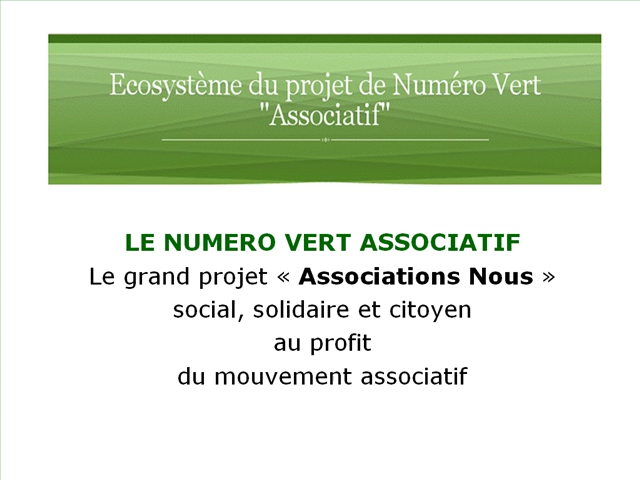 Ecosystème du projet de Numéro Vert
"Associatif"
LE NUMERO VERT ASSOCIATIF
Le grand projet « Associations Nous »
social, solidaire et citoyen
au profit
du mouvement associatif